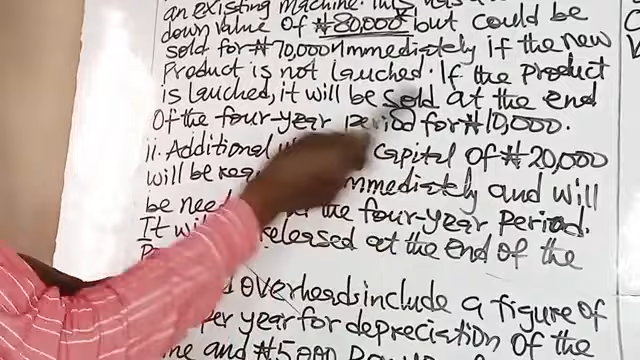 an existing machine. This
down value of ₦80,000 but could be
sold for ₦70,000 immediately if the new
Product is not lauched. If the product
is lauched, it will be sold at the end
of the four-year period for ₦10,000.
ii. Additional capital of ₦20,000
will be immediately and will
be the four-year period.
It released at the end of the
overheads include a figure of
per year for depreciation of the
and ₦5,000